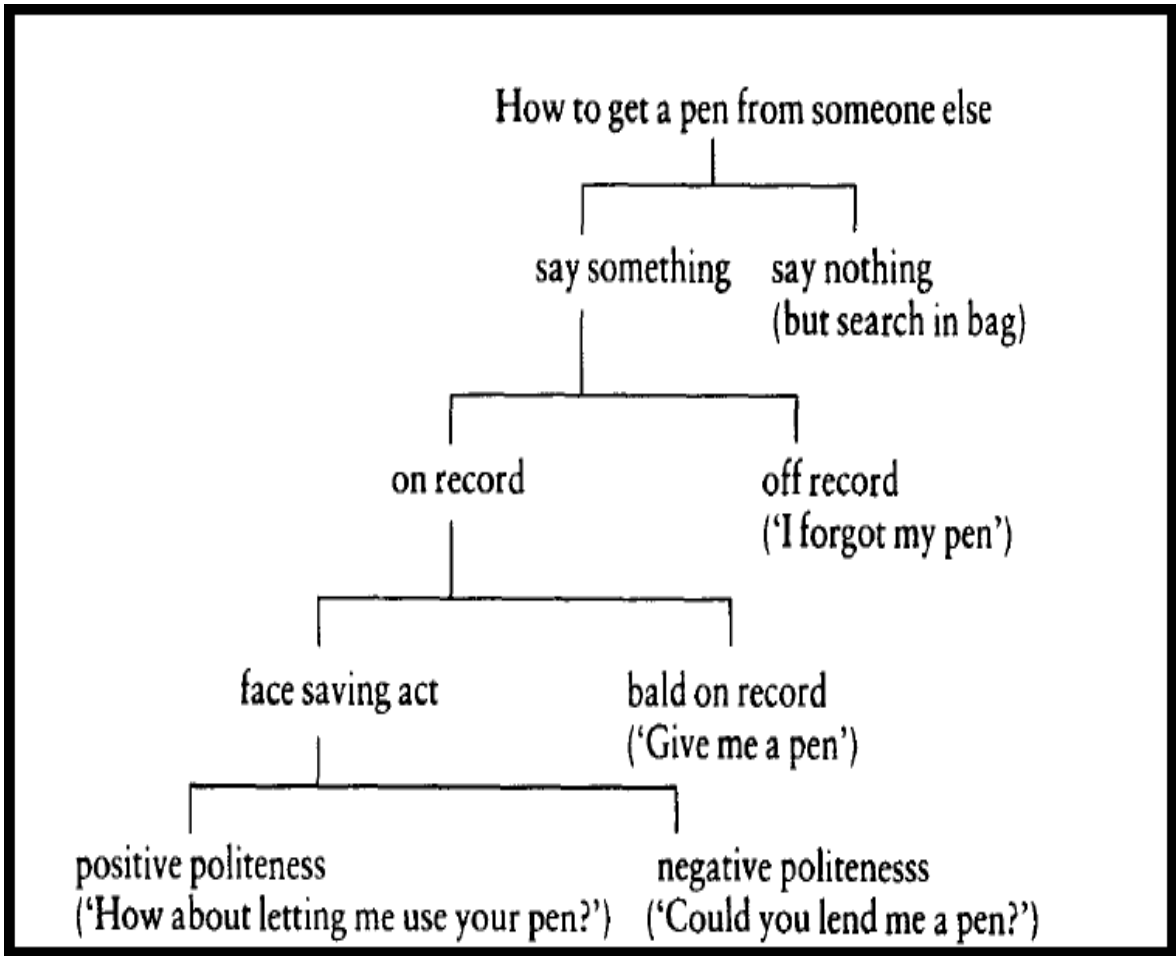 How to get a pen from someone else
say something
say nothing
(but search in bag)
on record
off record
(‘I forgot my pen’)
face saving act
bald on record
(‘Give me a pen’)
positive politeness
(‘How about letting me use your pen?’)
negative politenesss
(‘Could you lend me a pen?’)